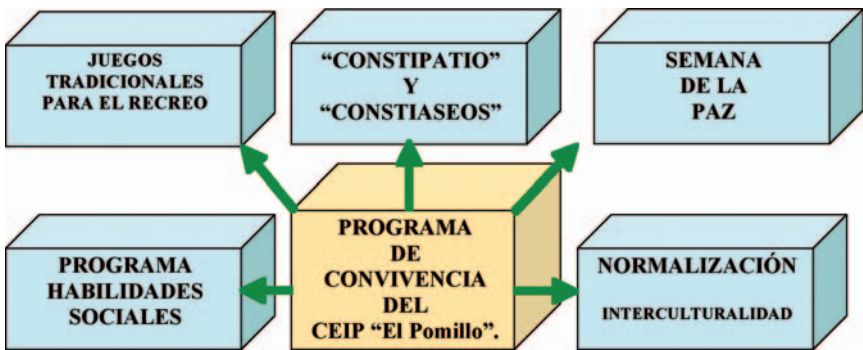 JUEGOS
TRADICIONALES
PARA EL RECREO
“CONSTIPATIO”
Y
“CONSTIASEOS”
SEMANA
DE LA
PAZ
PROGRAMA
HABILIDADES
SOCIALES
PROGRAMA
DE
CONVIVENCIA
DEL
CEIP “El Pomillo”.
NORMALIZACIÓN
INTERCULTURALIDAD